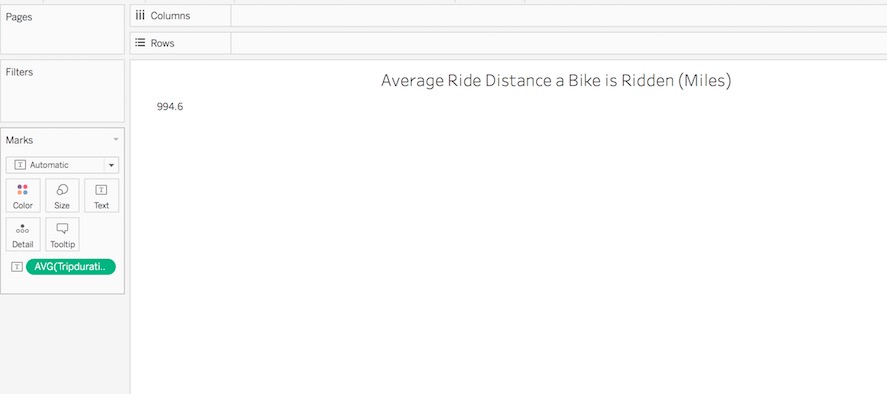 Pages
Columns
Rows
Filters
Average Ride Distance a Bike is Ridden (Miles)
994.6
Marks
T Automatic
Color Size T Text
Detail Tooltip
T AVG(Tripdurati..